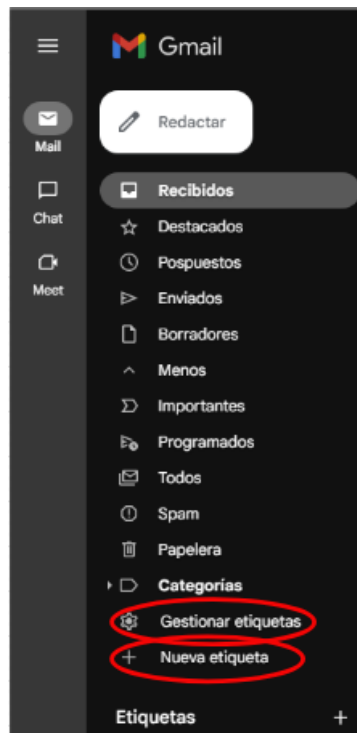 Gmail
Redactar
Mail
Recibidos
Chat
Destacados
Pospuestos
Meet
Enviados
Borradores
Menos
Importantes
Programados
Todos
Spam
Papelera
Categorías
Gestionar etiquetas
Nueva etiqueta
Etiquetas +